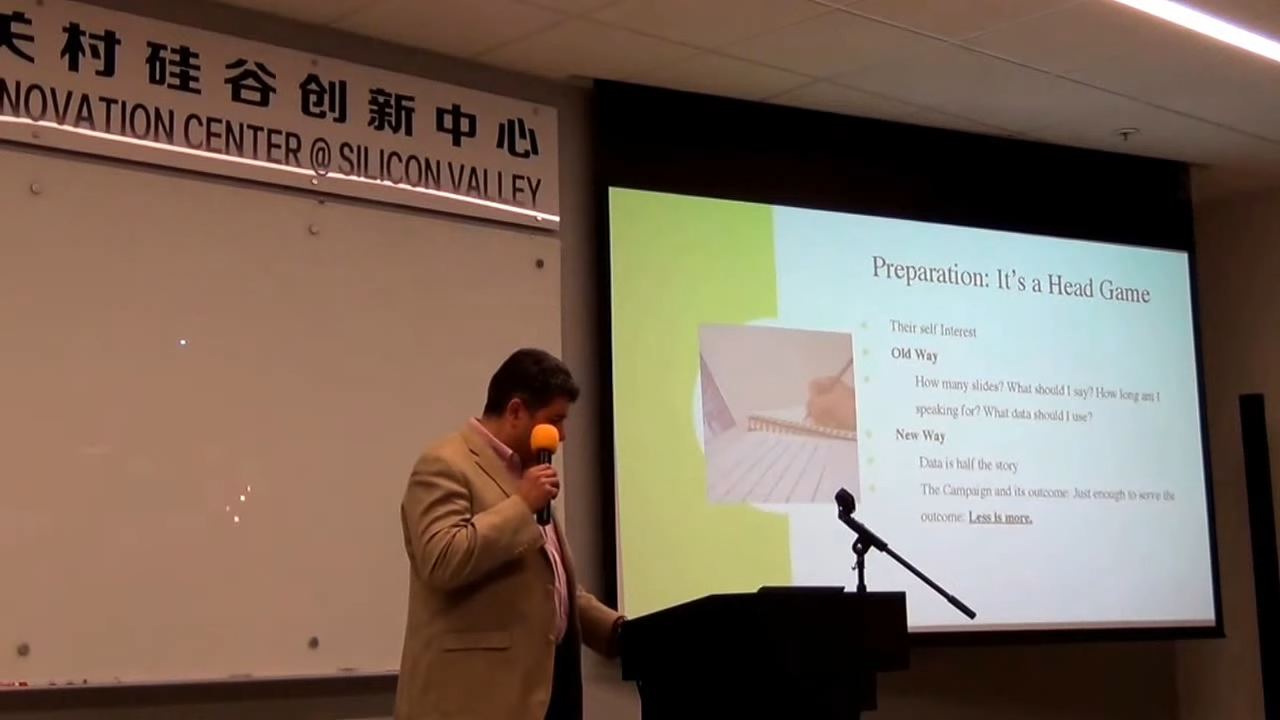 关村硅谷创新中心
NOVATION CENTER @ SILICON VALLEY
Preparation: It's a Head Game
Their self Interest
Old Way
How many slides? What should I say? How long am I
speaking for? What data should I use?
New Way
Data is half the story
The Campaign and its outcome: Just enough to serve the
outcome: Less is more.